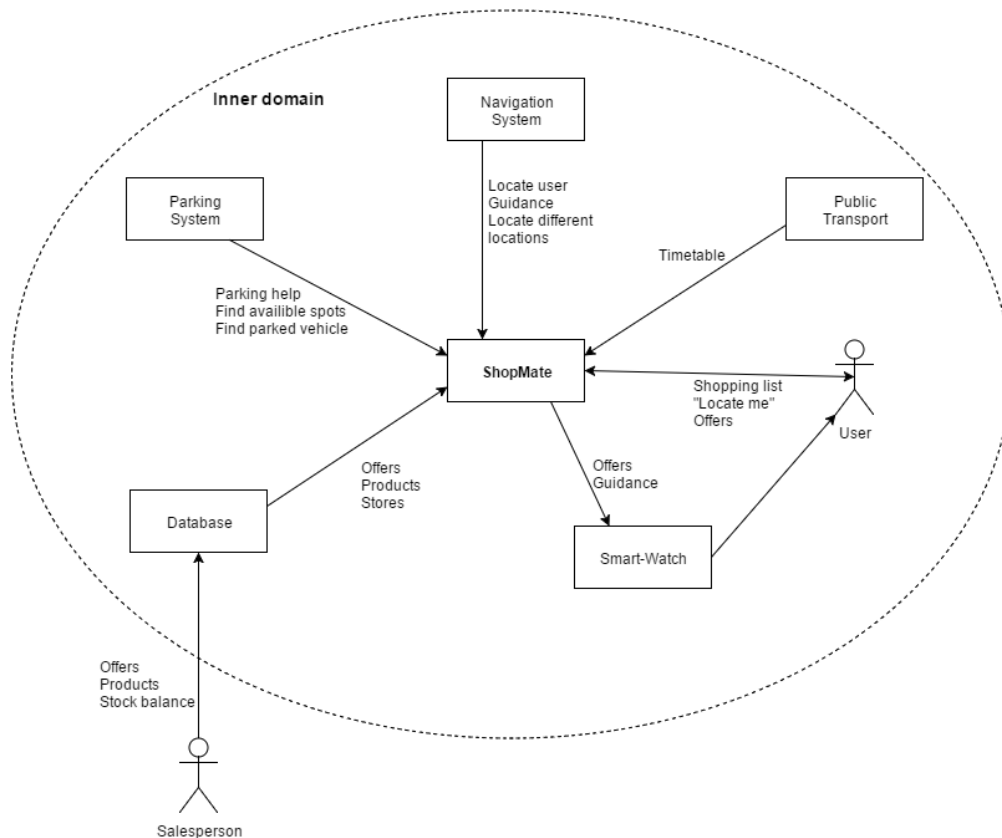 Inner domain
Navigation
System
Parking
System
Public
Transport
Locate user
Guidance
Locate different
locations
Timetable
Parking help
Find availible spots
Find parked vehicle
ShopMate
Shopping list
"Locate me"
Offers
User
Offers
Products
Stores
Offers
Guidance
Database
Smart-Watch
Offers
Products
Stock balance
Salesperson